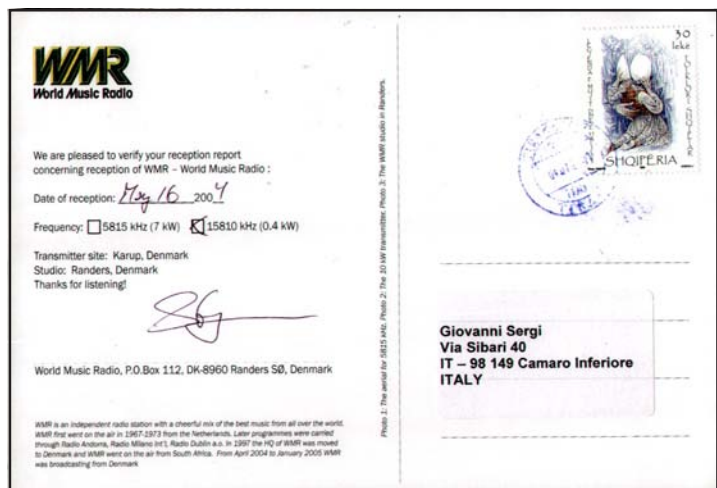 WMR
World Music Radio
We are pleased to verify your reception report
concerning reception of WMR – World Music Radio :
Date of reception: May 16 2004
Frequency: 5815 kHz (7 kW) 15810 kHz (0.4 kW)
Transmitter site: Karup, Denmark
Studio: Randers, Denmark
Thanks for listening!
World Music Radio, P.O.Box 112, DK-8960 Randers SØ, Denmark
WMR is an independent radio station with a cheerful mix of the best music from all over the world.
WMR first went on the air in 1967-1973 from the Netherlands. Later programmes were carried
through Radio Andorra, Radio Milano Int'l, Radio Dublin a.o. In 1997 the HQ of WMR was moved
to Denmark and WMR went on the air from South Africa. From April 2004 to January 2005 WMR
was broadcasting from Denmark
Photo 1: The aerial for 5815 kHz. Photo 2: The 10 kW transmitter. Photo 3: The WMR studio in Randers.
30
lekë
SHQIPËRIA
Giovanni Sergi
Via Sibari 40
IT – 98 149 Camaro Inferiore
ITALY